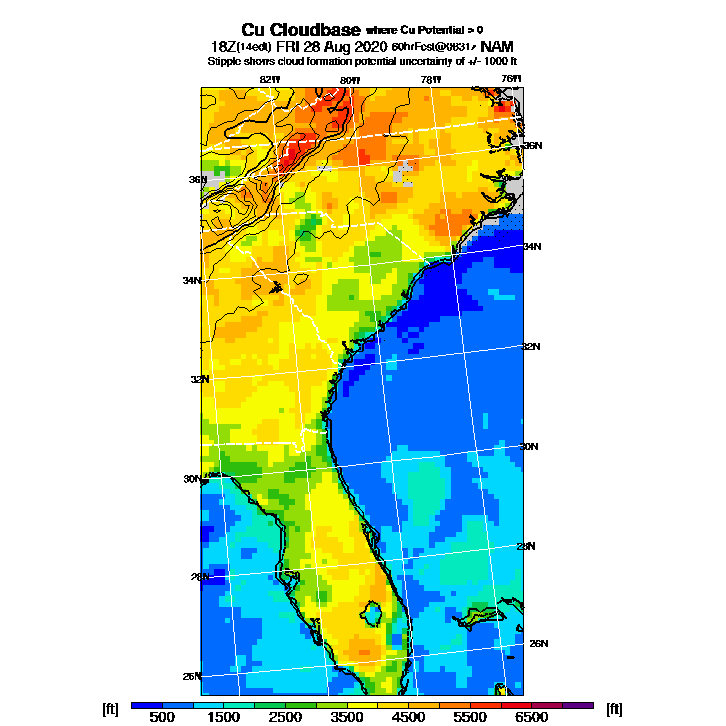 Cu Cloudbase where Cu Potential > 0
18Z(14edt) FRI 28 Aug 2020 60hrFcst@0631z NAM
Stipple shows cloud formation potential uncertainty of +/- 1000 ft
82W 80W 78W 76W
36N
36N
34N
34N
32N
32N
30N
30N
28N
28N
26N
26N
[ft] 500 1500 2500 3500 4500 5500 6500 [ft]